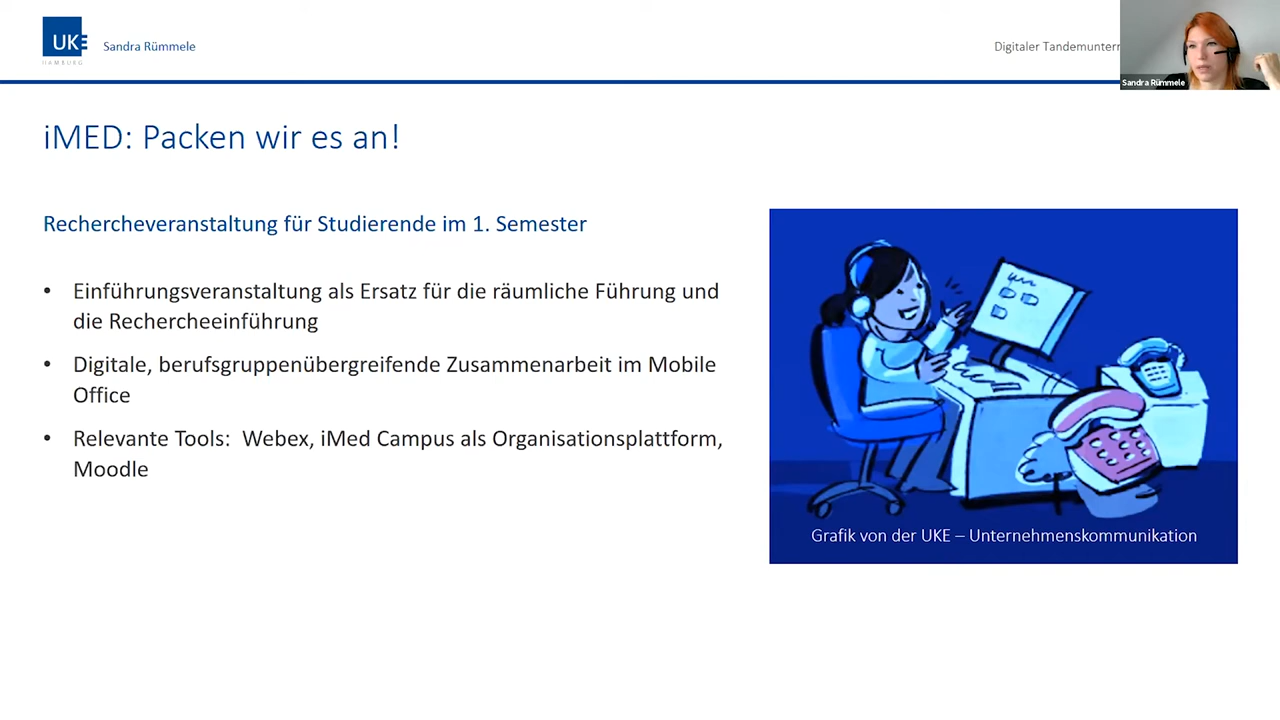 UKE
HAMBURG
Sandra Rümmele
Digitaler
Sandra Rümmele
iMED: Packen wir es an!
Rechercheveranstaltung für Studierende im 1. Semester
• Einführungsveranstaltung als Ersatz für die räumliche Führung und
die Rechercheeinführung
• Digitale, berufsgruppenübergreifende Zusammenarbeit im Mobile
Office
• Relevante Tools: Webex, iMed Campus als Organisationsplattform,
Moodle
Grafik von der UKE – Unternehmenskommunikation